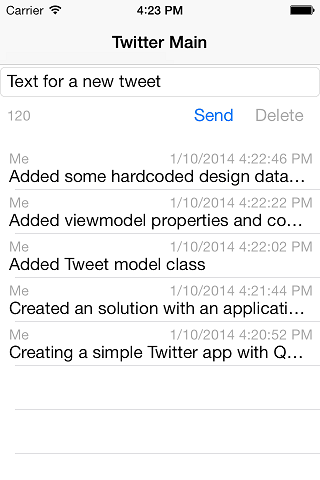 Carrier 4:23 PM
Twitter Main
Text for a new tweet
120 Send Delete
Me 1/10/2014 4:22:46 PM
Added some hardcoded design data…
Me 1/10/2014 4:22:22 PM
Added viewmodel properties and co…
Me 1/10/2014 4:22:02 PM
Added Tweet model class
Me 1/10/2014 4:21:44 PM
Created an solution with an applicati…
Me 1/10/2014 4:20:52 PM
Creating a simple Twitter app with Q…